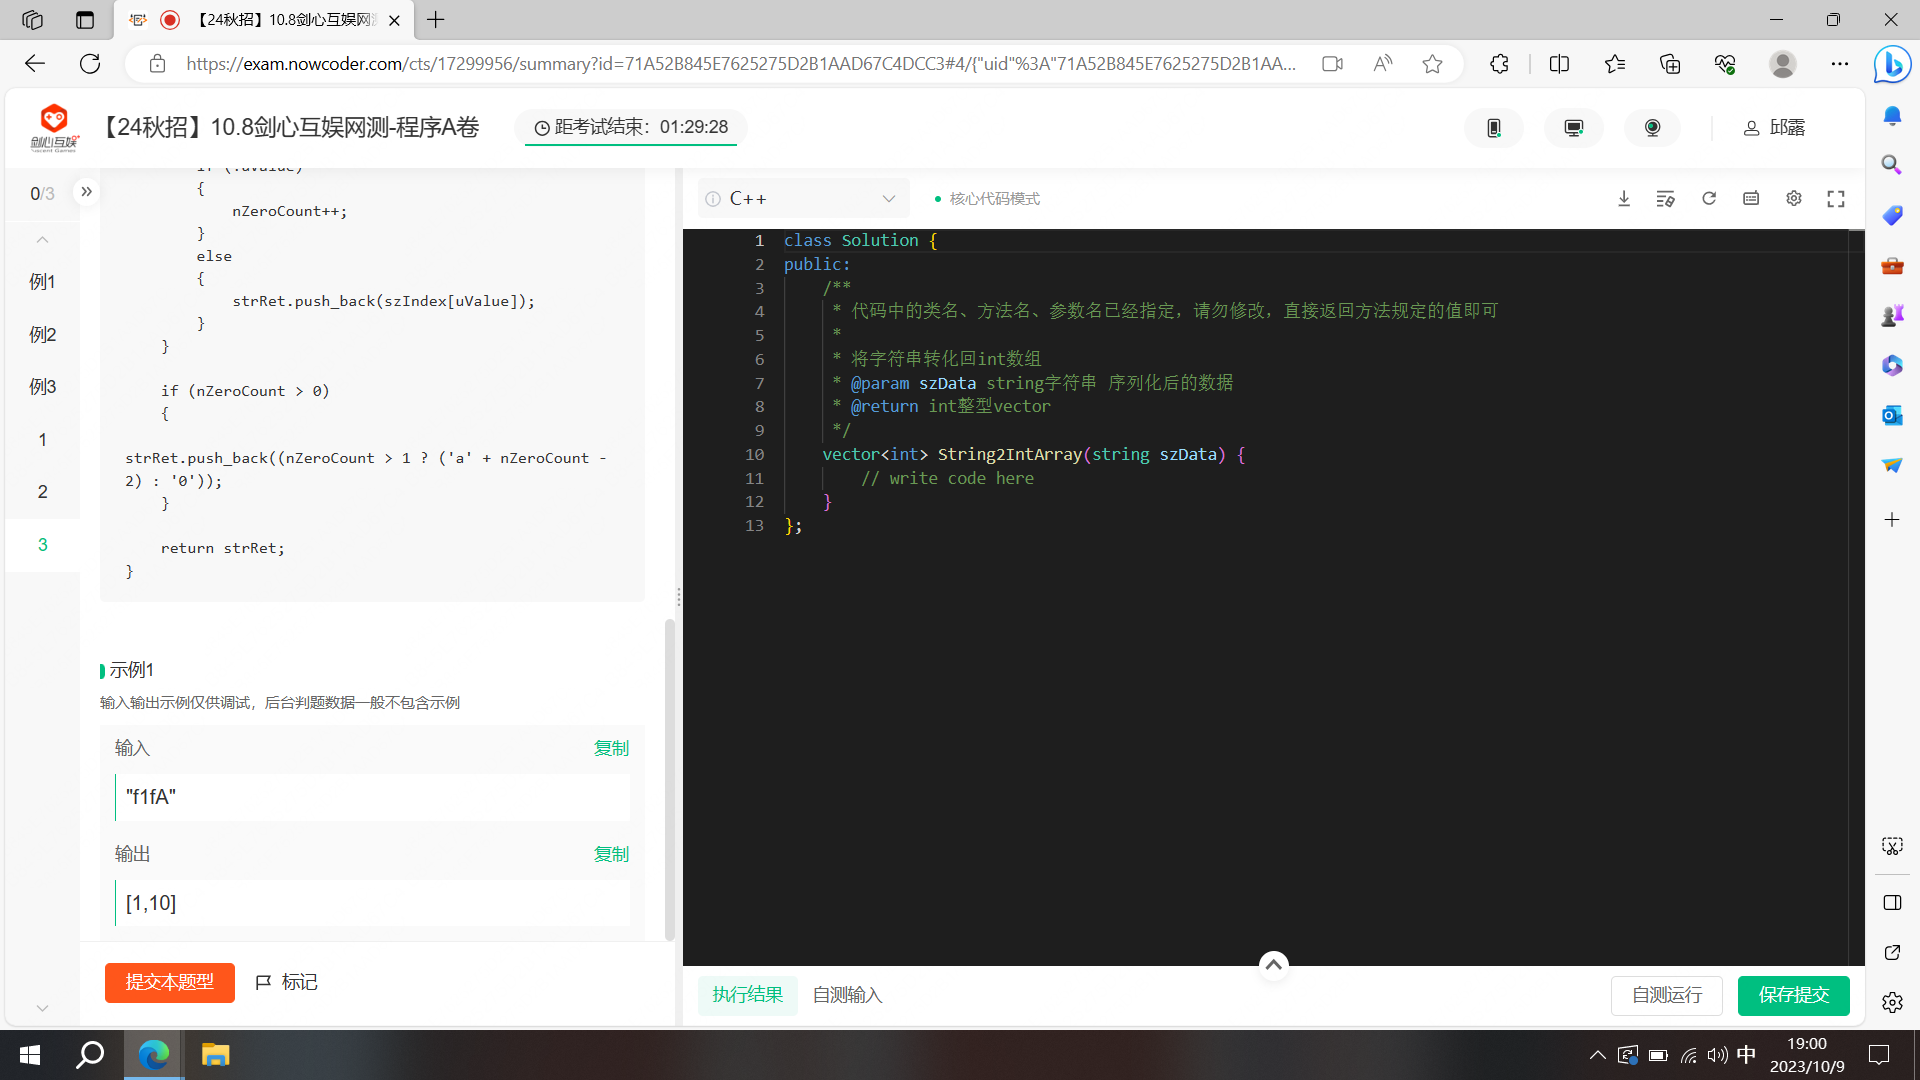 【24秋招】10.8剑心互娱网测
https://exam.nowcoder.com/cts/17299956/summary?id=71A52B845E7625275D2B1AAD67C4DCC3#4/{"uid"%3A"71A52B845E7625275D2B1AA...
剑心互娱
【24秋招】10.8剑心互娱网测-程序A卷
距考试结束：01:29:28
邱露
0/3
例1
例2
例3
1
2
3
if (!uValue)
{
nZeroCount++;
}
else
{
strRet.push_back(szIndex[uValue]);
}
}
if (nZeroCount > 0)
{
strRet.push_back((nZeroCount > 1 ? ('a' + nZeroCount -
2) : '0'));
}
return strRet;
}
示例1
输入输出示例仅供调试，后台判题数据一般不包含示例
输入
复制
"f1fA"
输出
复制
[1,10]
提交本题型
标记
C++
核心代码模式
1 class Solution {
2 public:
3 /**
4 * 代码中的类名、方法名、参数名已经指定，请勿修改，直接返回方法规定的值即可
5 *
6 * 将字符串转化回int数组
7 * @param szData string字符串 序列化后的数据
8 * @return int整型vector
9 */
10 vector<int> String2IntArray(string szData) {
11 // write code here
12 }
13 };
执行结果
自测输入
自测运行
保存提交
中
19:00
2023/10/9